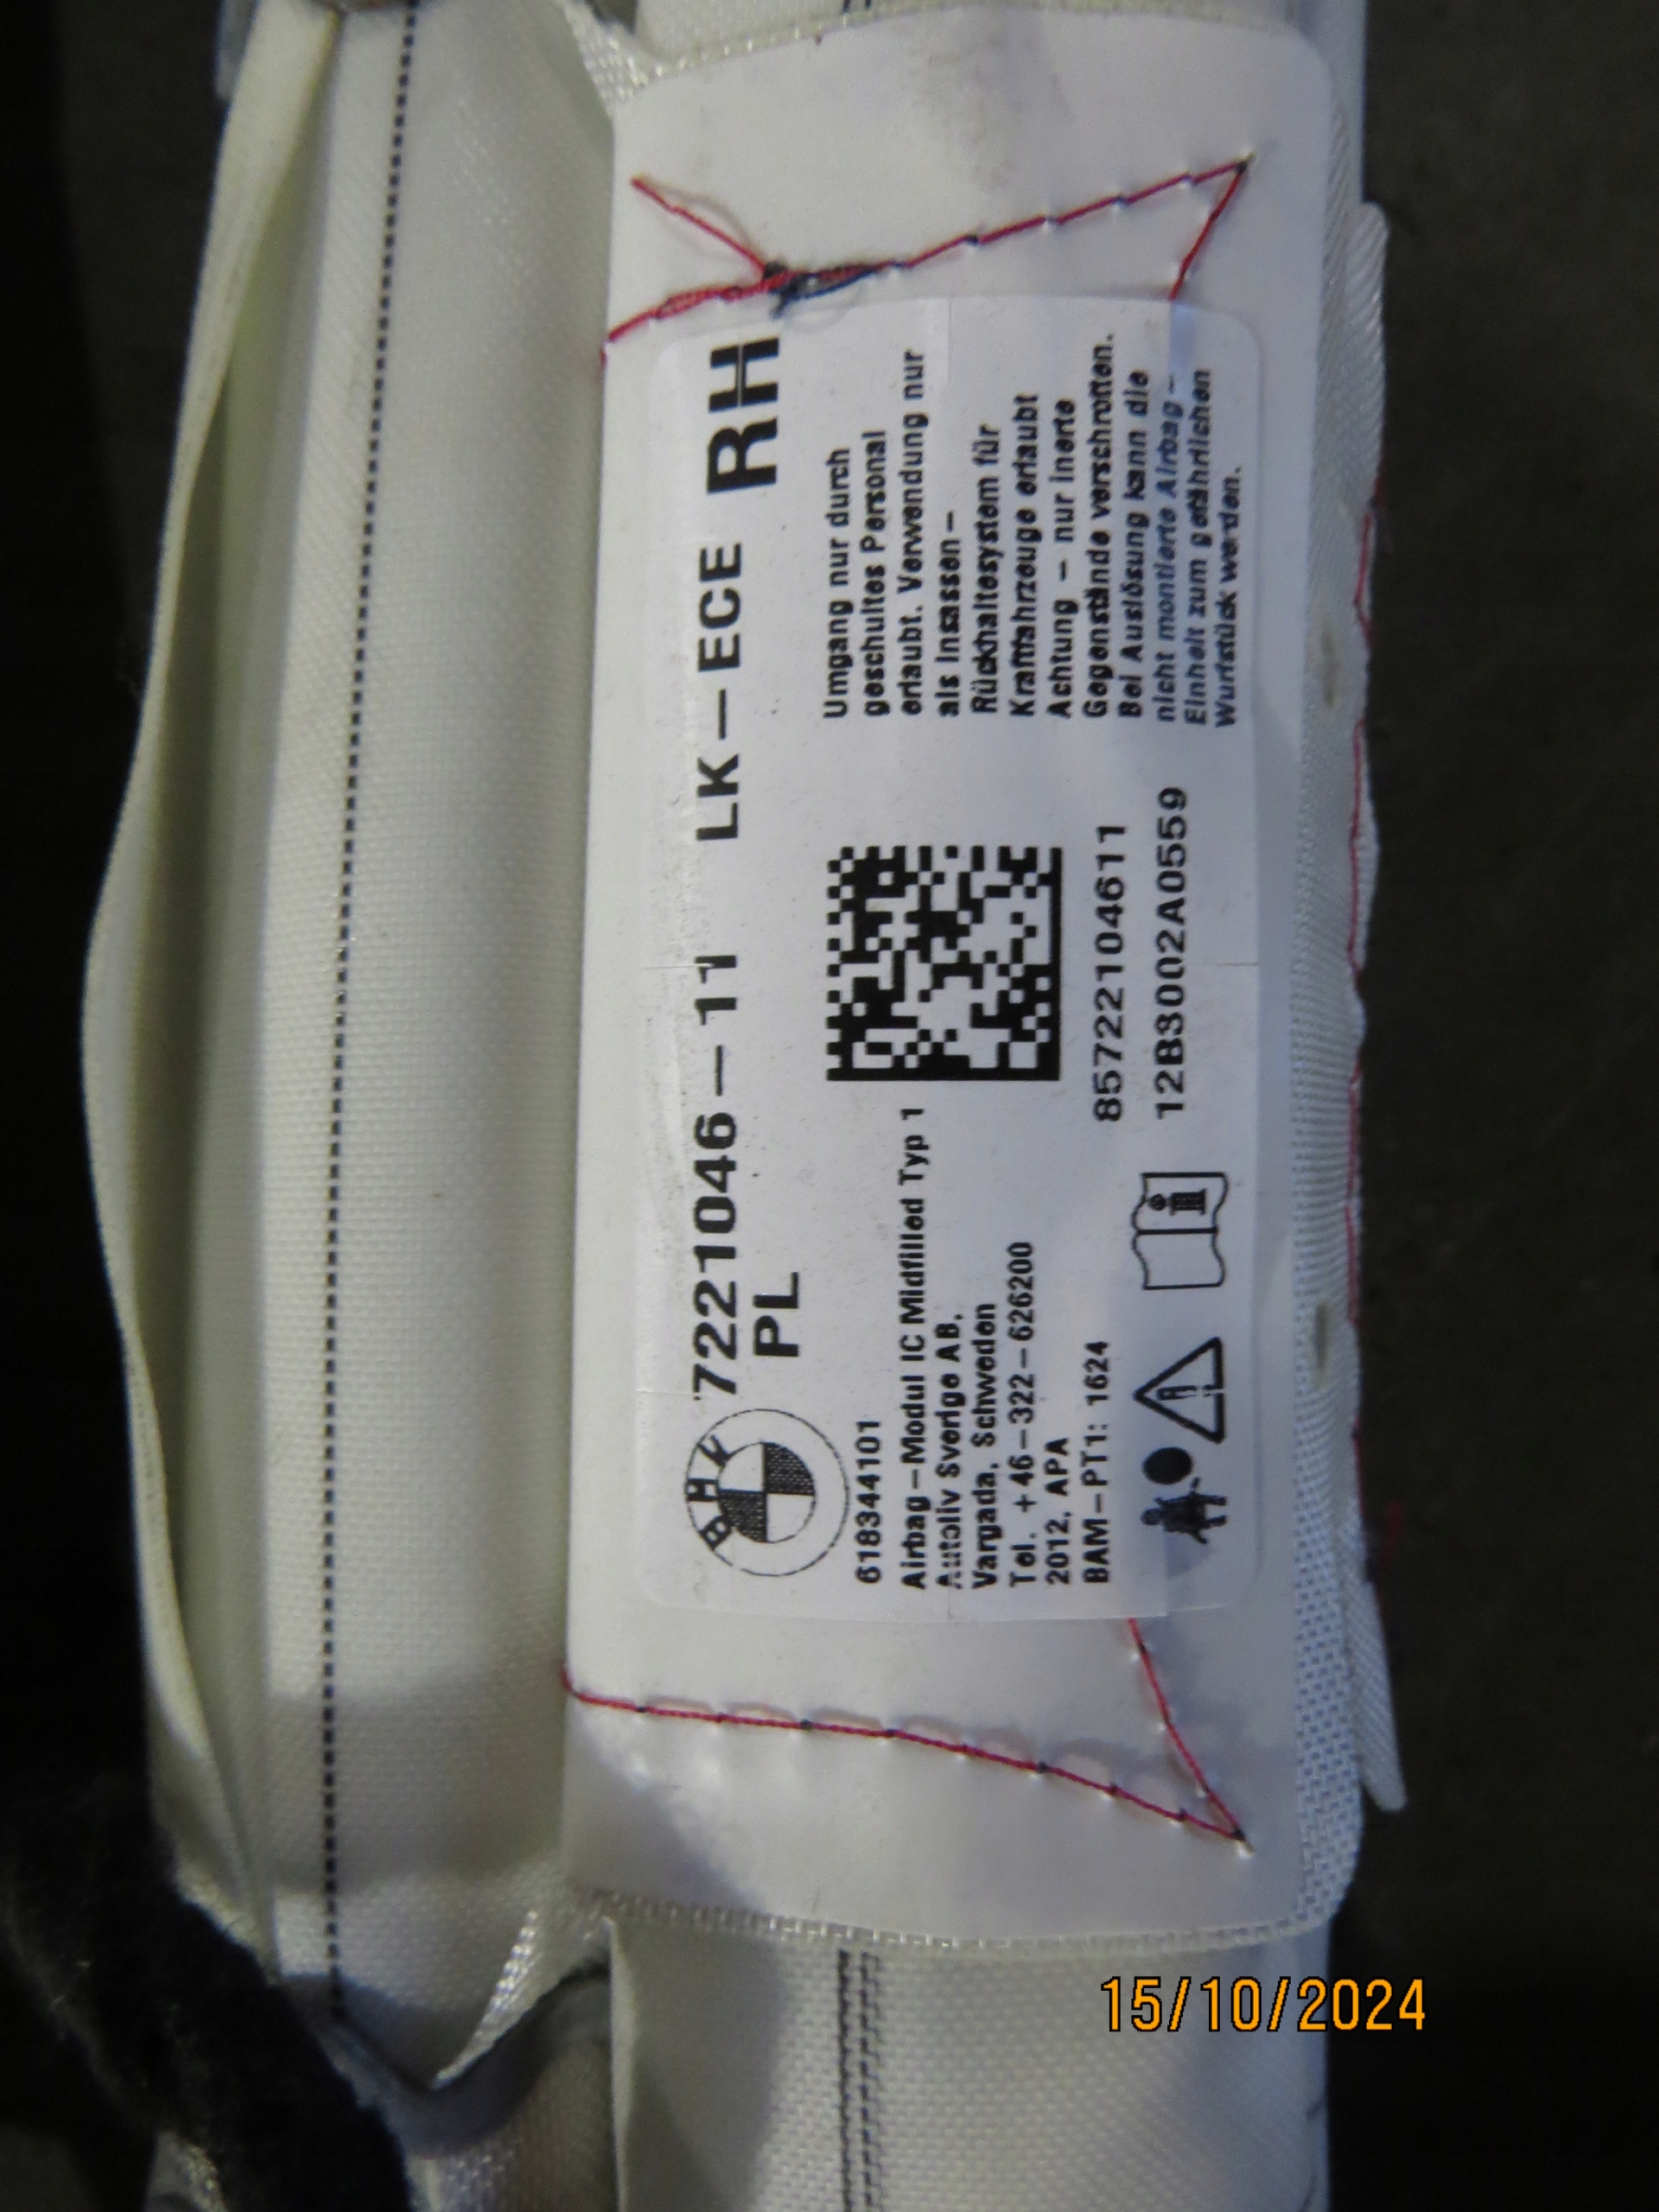 BMW
7221046-11 LK-ECE RH
PL
618344101
Airbag-Modul IC Midfilled Typ 1
Autoliv Sverige AB,
Vargada, Schweden
Tel. +46-322-626200
2012, APA
BAM-PT1: 1624
85722104611
12B3002A0559
Umgang nur durch
geschultes Personal
erlaubt. Verwendung nur
als Insassen-
Rückhaltesystem für
Kraftfahrzeuge erlaubt
Achtung - nur inerte
Gegenstände verschrotten.
Bei Auslösung kann die
nicht montierte Airbag-
Einheit zum gefährlichen
Wurfstück werden.
15/10/2024